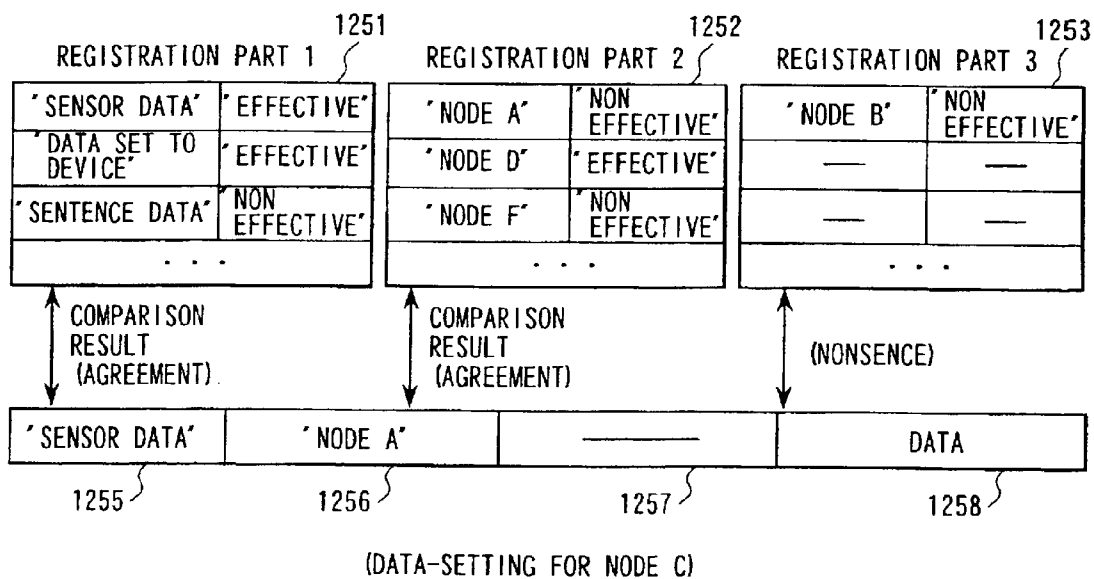 1251
1252
1253
REGISTRATION PART 1
REGISTRATION PART 2
REGISTRATION PART 3
"SENSOR DATA" "EFFECTIVE"
"DATA SET TO DEVICE" "EFFECTIVE"
"SENTENCE DATA" "NON EFFECTIVE"
. . .
"NODE A" "NON EFFECTIVE"
"NODE D" "EFFECTIVE"
"NODE F" "NON EFFECTIVE"
. . .
"NODE B" "NON EFFECTIVE"
— —
— —
. . .
COMPARISON
RESULT
(AGREEMENT)
COMPARISON
RESULT
(AGREEMENT)
(NONSENCE)
"SENSOR DATA" "NODE A" — DATA
1255
1256
1257
1258
(DATA-SETTING FOR NODE C)